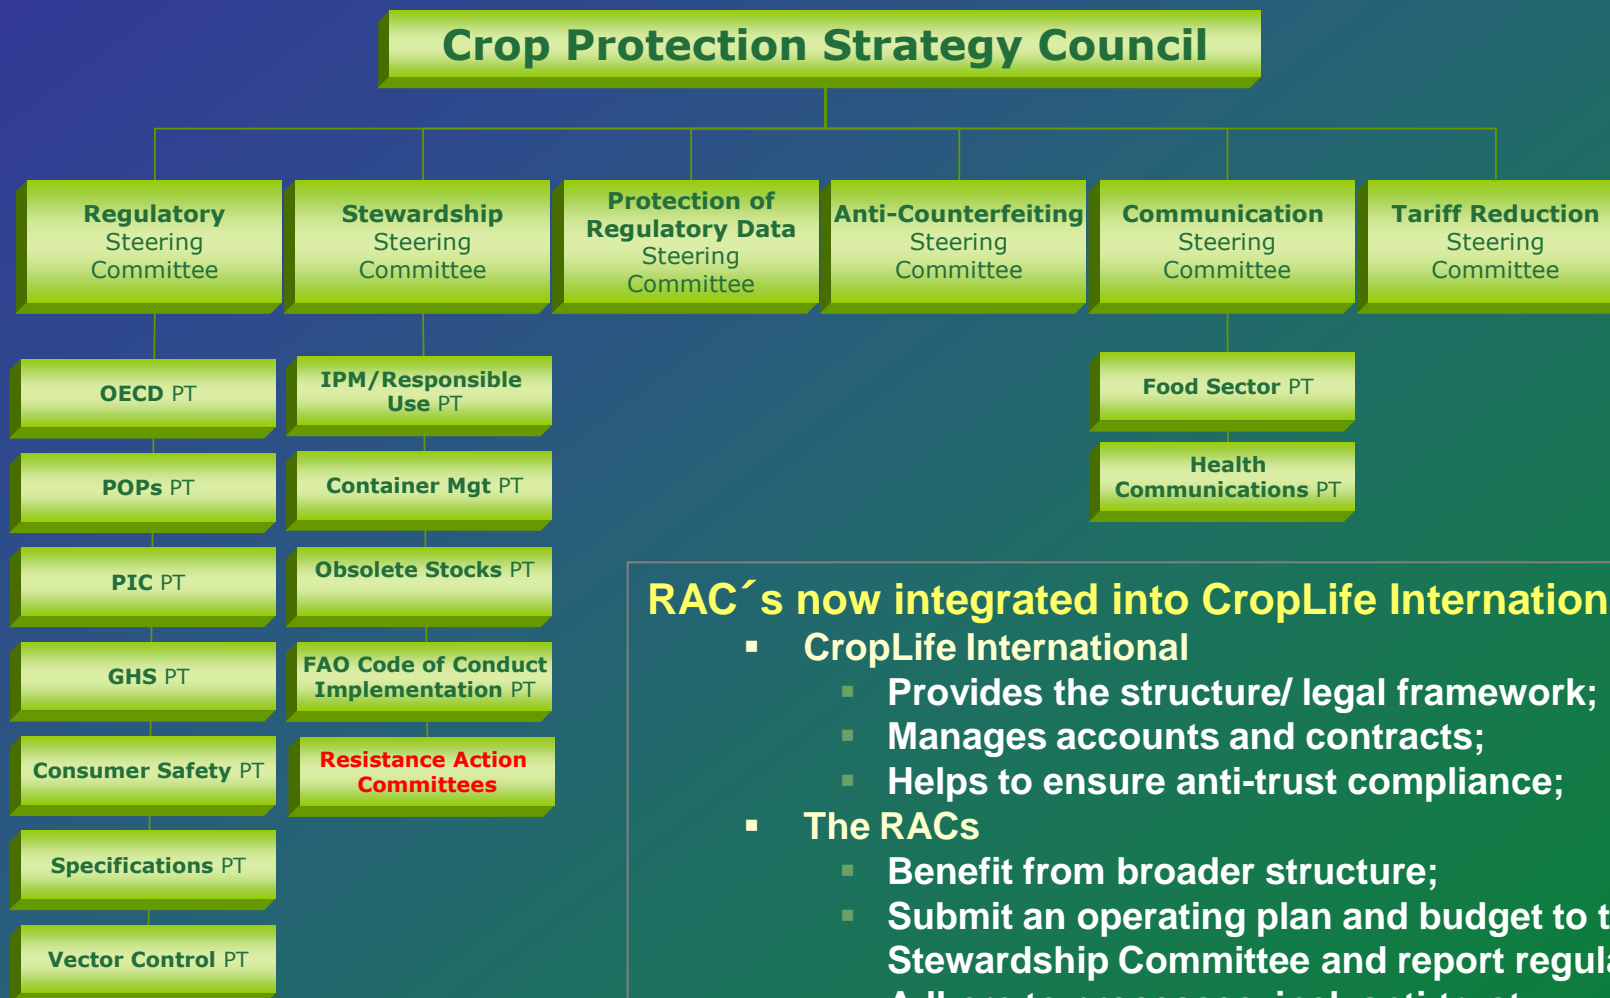 Crop Protection Strategy Council
Regulatory
Steering
Committee
Stewardship
Steering
Committee
Protection of
Regulatory Data
Steering
Committee
Anti-Counterfeiting
Steering
Committee
Communication
Steering
Committee
Tariff Reduction
Steering
Committee
OECD PT
POPs PT
PIC PT
GHS PT
Consumer Safety PT
Specifications PT
Vector Control PT
IPM/Responsible
Use PT
Container Mgt PT
Obsolete Stocks PT
FAO Code of Conduct
Implementation PT
Resistance Action
Committees
Food Sector PT
Health
Communications PT
RAC´s now integrated into CropLife Internation
▪ CropLife International
▪ Provides the structure/ legal framework;
▪ Manages accounts and contracts;
▪ Helps to ensure anti-trust compliance;
▪ The RACs
▪ Benefit from broader structure;
▪ Submit an operating plan and budget to t
Stewardship Committee and report regula